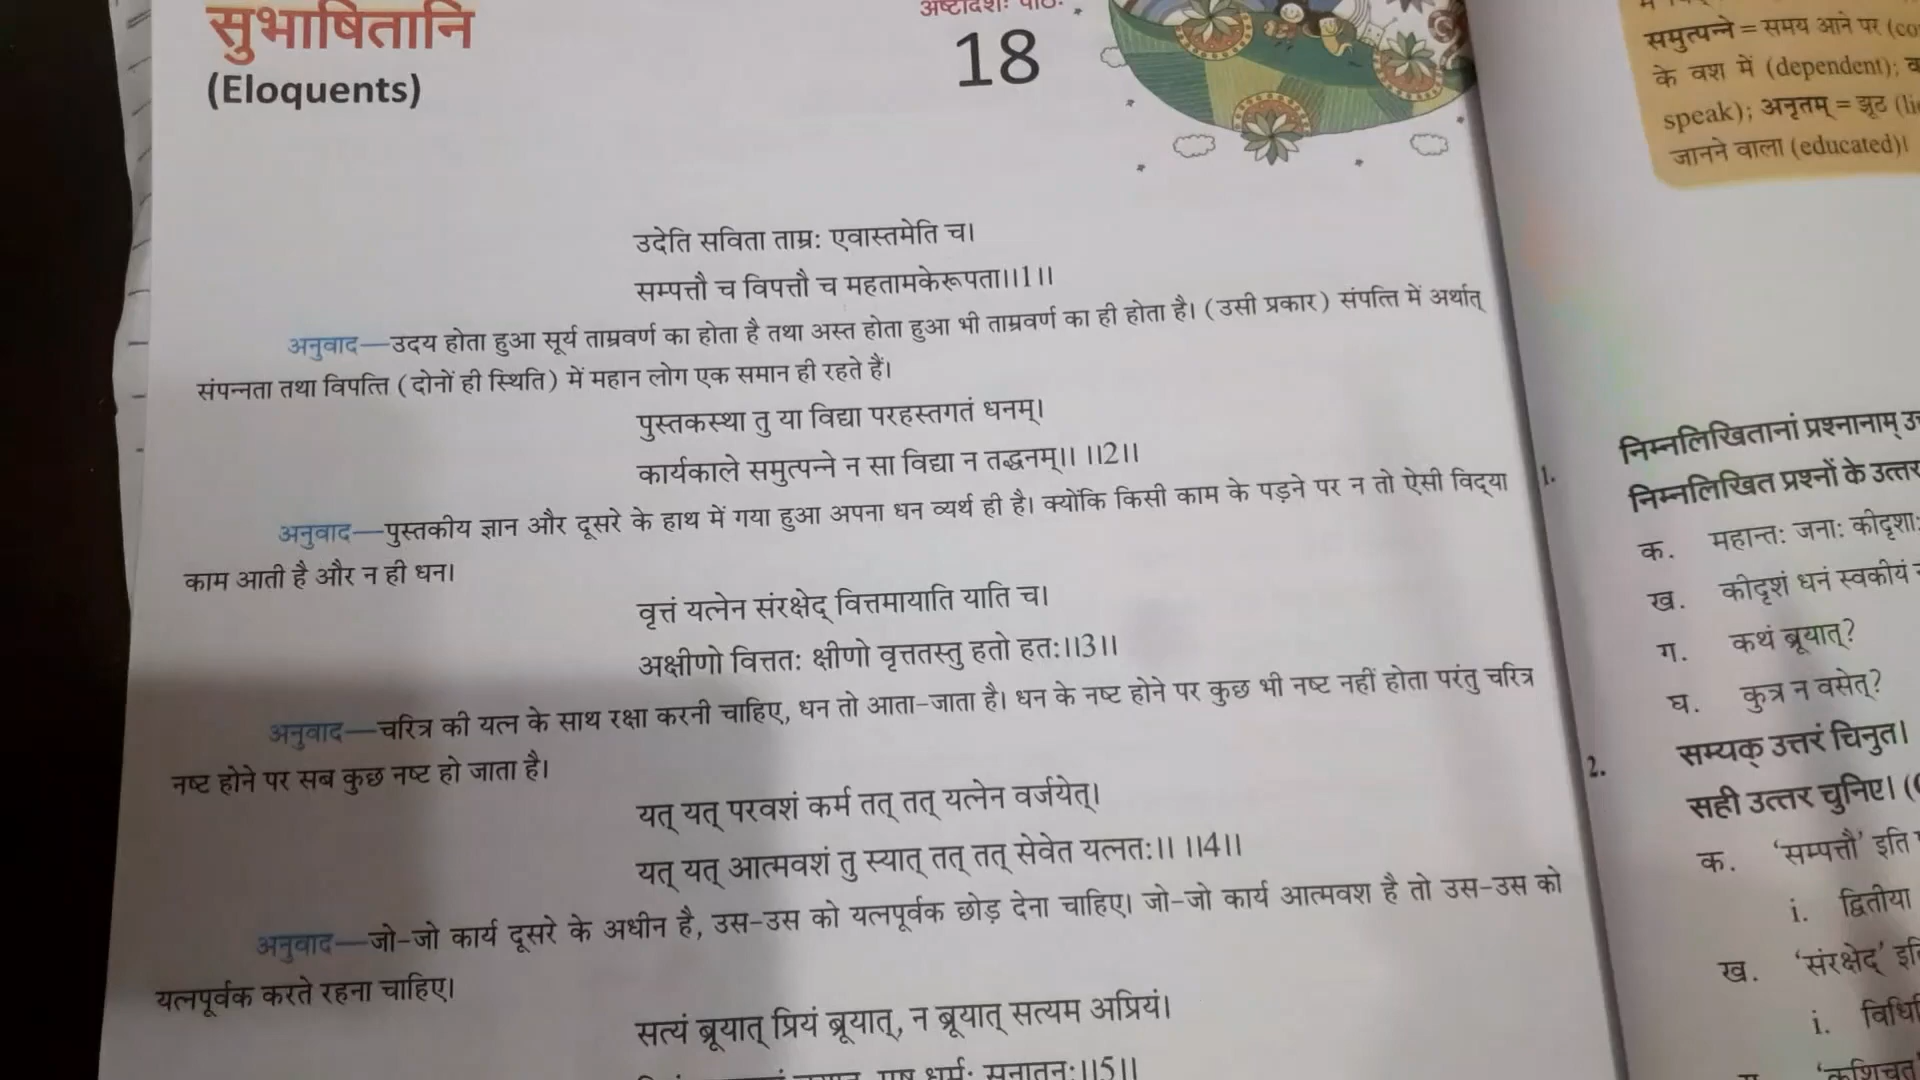 सुभाषितानि
(Eloquents)
अष्टादशः पाठः
18
उदेति सविता ताम्रः एवास्तमेति च।
सम्पत्तौ च विपत्तौ च महतामकेरूपता।।1।।
अनुवाद—उदय होता हुआ सूर्य ताम्रवर्ण का होता है तथा अस्त होता हुआ भी ताम्रवर्ण का ही होता है। (उसी प्रकार) संपत्ति में अर्थात्
संपन्नता तथा विपत्ति (दोनों ही स्थिति) में महान लोग एक समान ही रहते हैं।
पुस्तकस्था तु या विद्या परहस्तगतं धनम्।
कार्यकाले समुत्पन्ने न सा विद्या न तद्धनम्।। ।।2।।
अनुवाद—पुस्तकीय ज्ञान और दूसरे के हाथ में गया हुआ अपना धन व्यर्थ ही है। क्योंकि किसी काम के पड़ने पर न तो ऐसी विद्या
काम आती है और न ही धन।
वृत्तं यत्नेन संरक्षेद् वित्तमायाति याति च।
अक्षीणो वित्ततः क्षीणो वृत्ततस्तु हतो हतः।।3।।
अनुवाद—चरित्र की यत्न के साथ रक्षा करनी चाहिए, धन तो आता-जाता है। धन के नष्ट होने पर कुछ भी नष्ट नहीं होता परंतु चरित्र
नष्ट होने पर सब कुछ नष्ट हो जाता है।
यत् यत् परवशं कर्म तत् तत् यत्नेन वर्जयेत्।
यत् यत् आत्मवशं तु स्यात् तत् तत् सेवेत यत्नतः।। ।।4।।
अनुवाद—जो-जो कार्य दूसरे के अधीन है, उस-उस को यत्नपूर्वक छोड़ देना चाहिए। जो-जो कार्य आत्मवश है तो उस-उस को
यत्नपूर्वक करते रहना चाहिए।
सत्यं ब्रूयात् प्रियं ब्रूयात्, न ब्रूयात् सत्यम अप्रियं।
धर्मः सनातनः।।5।।
समुत्पन्ने = समय आने पर
के वश में (dependent);
speak); अनृतम् = झूठ
जानने वाला (educated)।
1. निम्नलिखितानां प्रश्नानाम्
निम्नलिखित प्रश्नों के उत्तर
क. महान्तः जनाः कीदृशाः
ख. कीदृशं धनं स्वकीयं
ग. कथं ब्रूयात्?
घ. कुत्र न वसेत्?
2. सम्यक् उत्तरं चिनुत।
सही उत्तर चुनिए।
क. ‘सम्पत्तौ’ इति
i. द्वितीया
ख. ‘संरक्षेद्’
i.